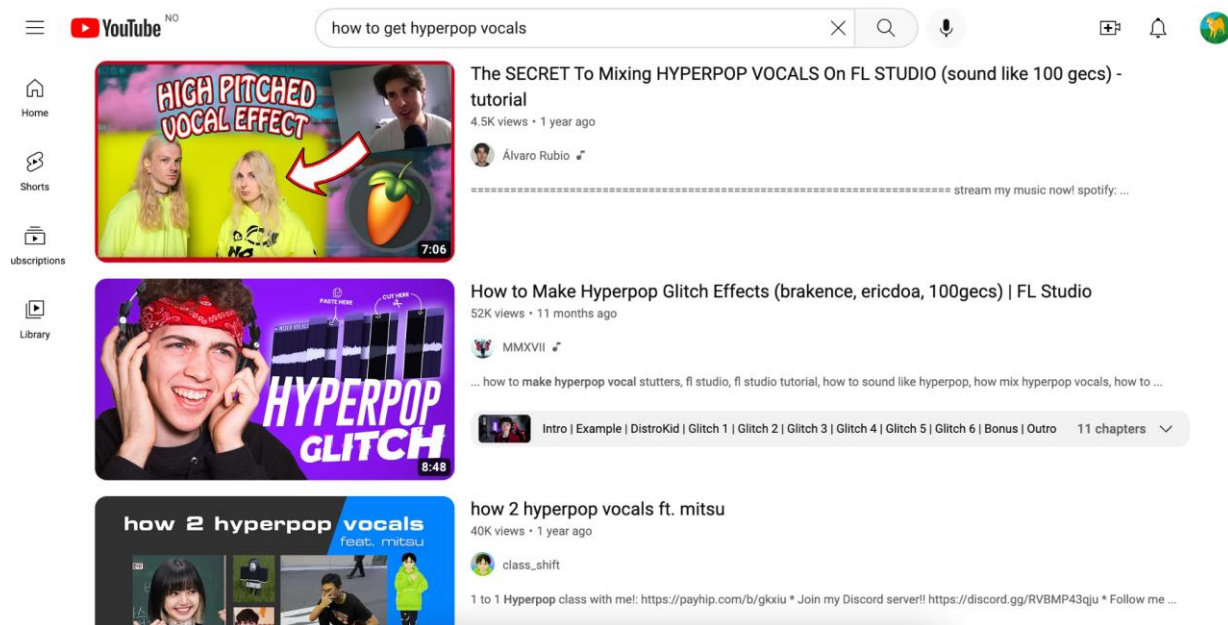 YouTube NO
how to get hyperpop vocals
Home
Shorts
ubscriptions
Library
HIGH PITCHED
VOCAL EFFECT
NO
7:06
The SECRET To Mixing HYPERPOP VOCALS On FL STUDIO (sound like 100 gecs) -
tutorial
4.5K views • 1 year ago
Álvaro Rubio
========================================================================= stream my music now! spotify: ...
PASTE HERE
CUT HERE
MIXED VOCALS
HYPERPOP
GLITCH
8:48
How to Make Hyperpop Glitch Effects (brakence, ericdoa, 100gecs) | FL Studio
52K views • 11 months ago
MMXVII
... how to make hyperpop vocal stutters, fl studio, fl studio tutorial, how to sound like hyperpop, how mix hyperpop vocals, how to ...
Intro | Example | DistroKid | Glitch 1 | Glitch 2 | Glitch 3 | Glitch 4 | Glitch 5 | Glitch 6 | Bonus | Outro 11 chapters
how 2 hyperpop vocals
feat. mitsu
how 2 hyperpop vocals ft. mitsu
40K views • 1 year ago
class_shift
1 to 1 Hyperpop class with me!: https://payhip.com/b/gkxiu * Join my Discord server!! https://discord.gg/RVBMP43qju * Follow me ...